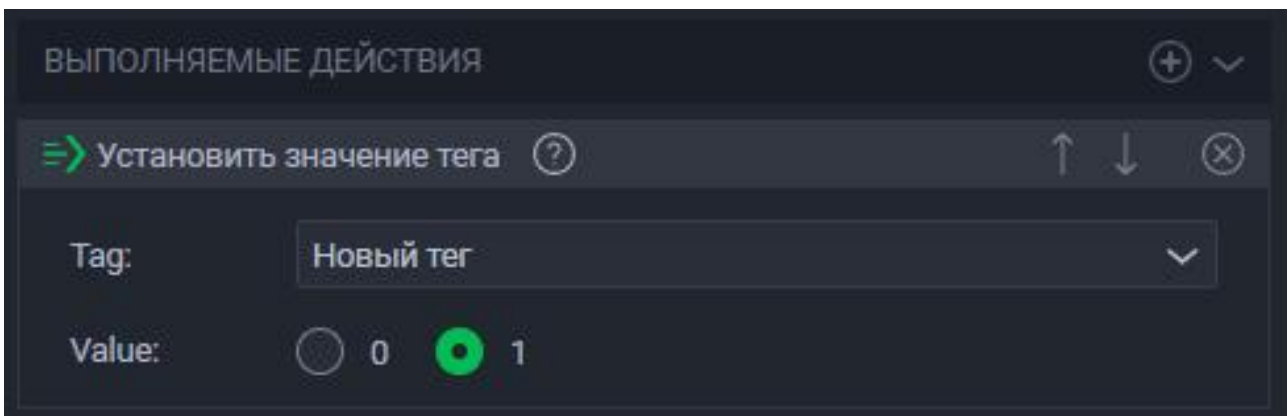 ВЫПОЛНЯЕМЫЕ ДЕЙСТВИЯ
Установить значение тега ?
Tag: Новый тег
Value: 0 1